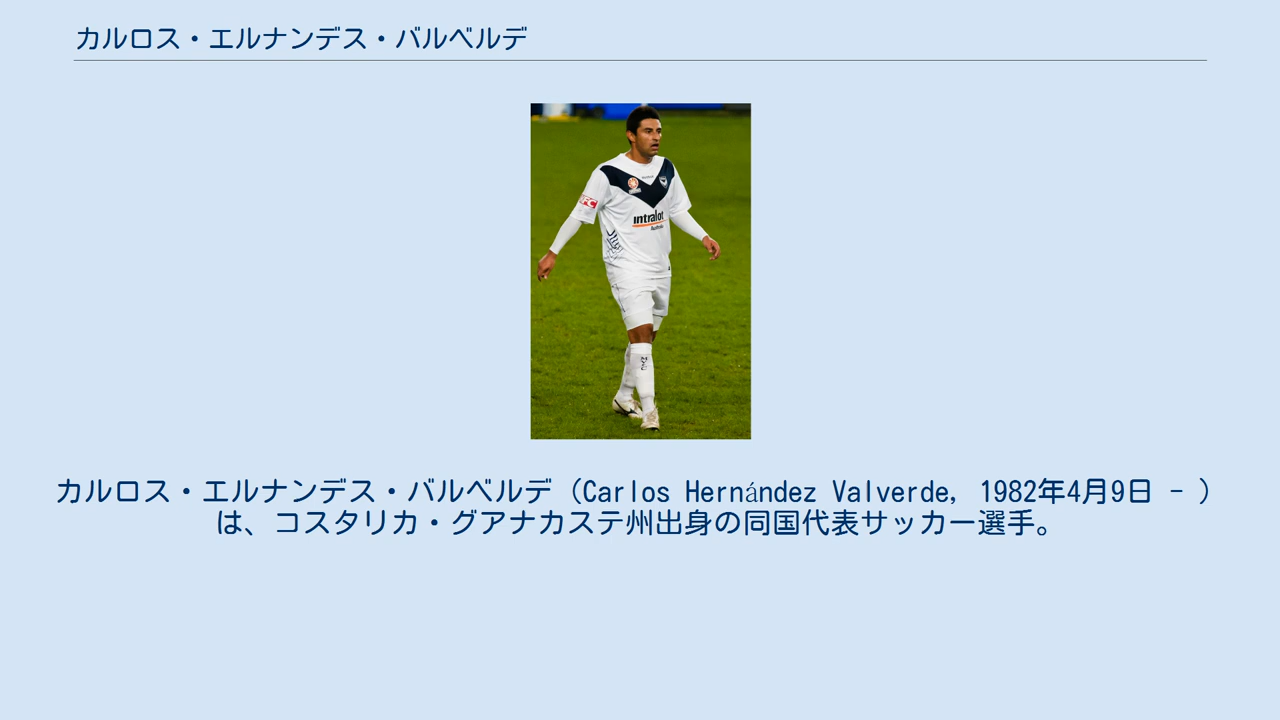 カルロス・エルナンデス・バルベルデ
intralot
Australia
カルロス・エルナンデス・バルベルデ（Carlos Hernández Valverde, 1982年4月9日 - ）
は、コスタリカ・グアナカステ州出身の同国代表サッカー選手。